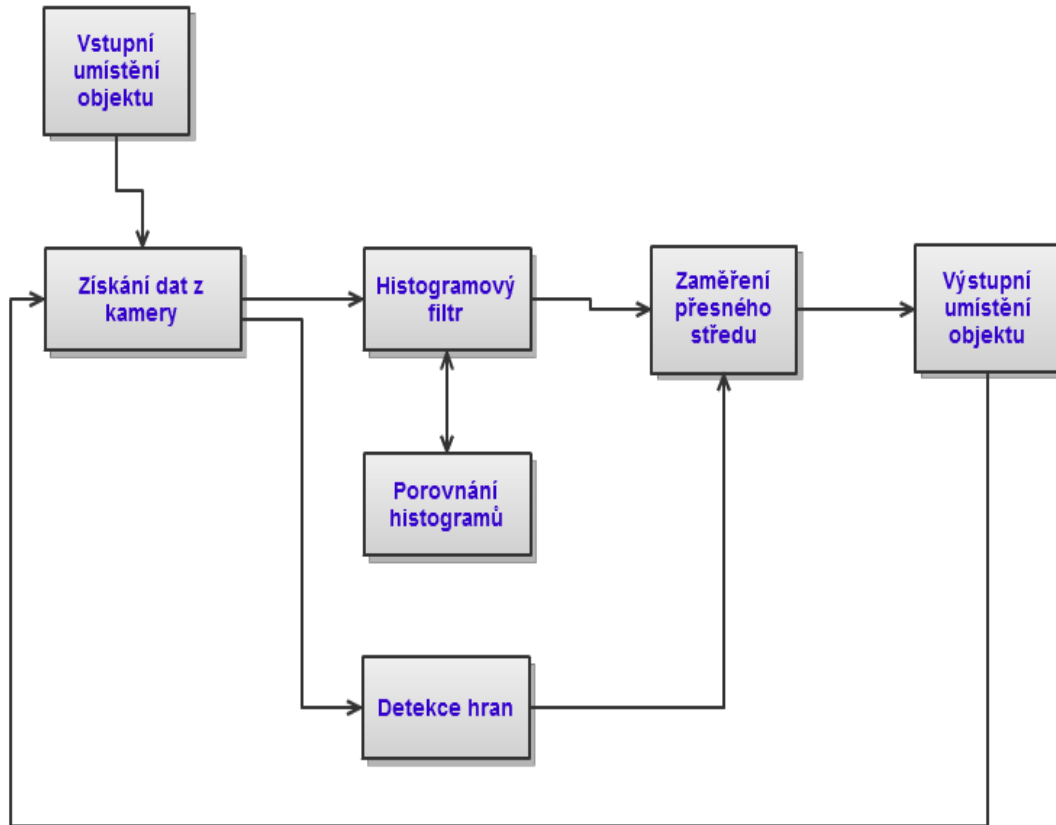 Vstupní
umístění
objektu
Získání dat z
kamery
Histogramový
filtr
Zaměření
přesného
středu
Výstupní
umístění
objektu
Porovnání
histogramů
Detekce hran